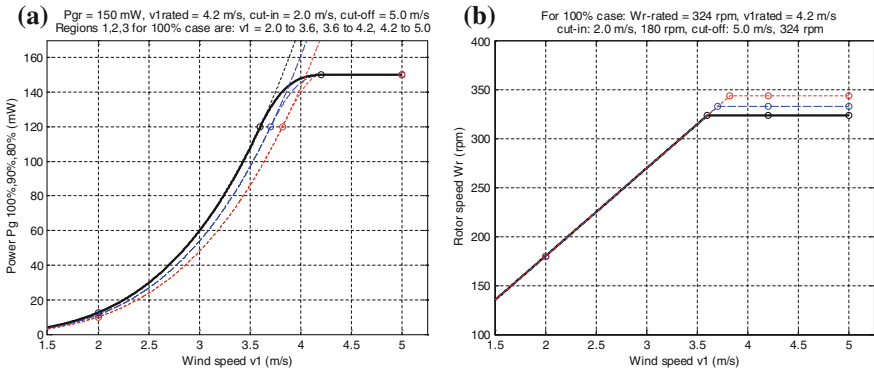 (a)
Pgr = 150 mW, v1rated = 4.2 m/s, cut-in = 2.0 m/s, cut-off = 5.0 m/s
Regions 1,2,3 for 100% case are: v1 = 2.0 to 3.6, 3.6 to 4.2, 4.2 to 5.0
Power Pg 100%,90%,80% (mW)
160
140
120
100
80
60
40
20
0
1.5 2 2.5 3 3.5 4 4.5 5
Wind speed v1 (m/s)
(b)
For 100% case: Wr-rated = 324 rpm, v1rated = 4.2 m/s
cut-in: 2.0 m/s, 180 rpm, cut-off: 5.0 m/s, 324 rpm
Rotor speed Wr (rpm)
400
350
300
250
200
150
100
1.5 2 2.5 3 3.5 4 4.5 5
Wind speed v1 (m/s)